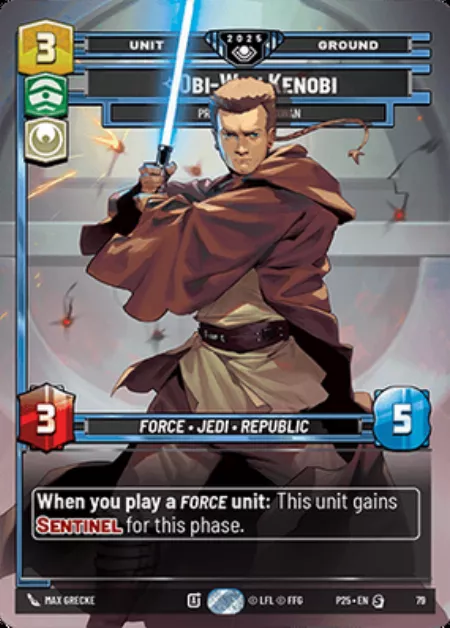 3
UNIT
2025
GROUND
KENOBI
3
FORCE • JEDI • REPUBLIC
5
When you play a FORCE unit: This unit gains
SENTINEL for this phase.
MAX GRECKE
© LFL © FFG
P25 • EN
79